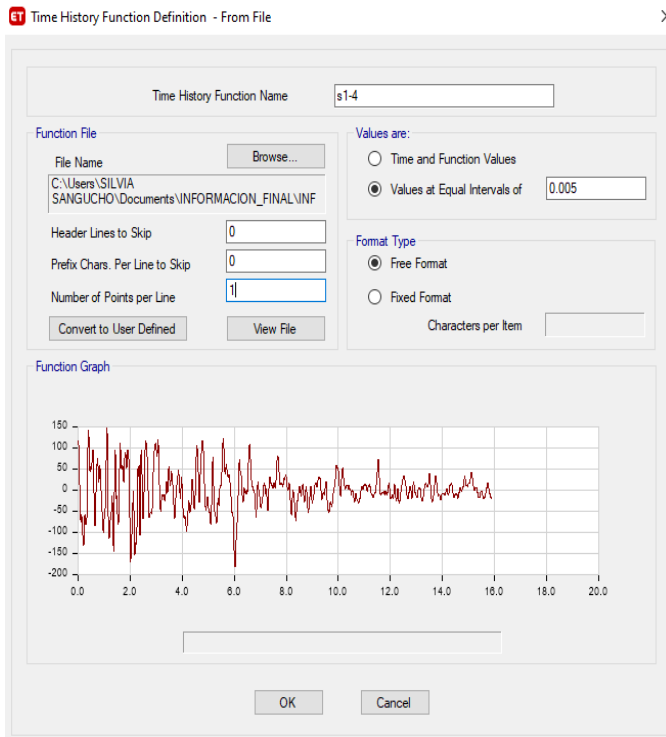 ET Time History Function Definition - From File
Time History Function Name s1-4
Function File
File Name Browse...
C:\Users\SILVIA
SANGUCHO\Documents\INFORMACION_FINAL\INF
Header Lines to Skip 0
Prefix Chars. Per Line to Skip 0
Number of Points per Line 1
Convert to User Defined View File
Values are:
Time and Function Values
Values at Equal Intervals of 0.005
Format Type
Free Format
Fixed Format
Characters per Item
Function Graph
150
100
50
0
-50
-100
-150
-200
0.0 2.0 4.0 6.0 8.0 10.0 12.0 14.0 16.0 18.0 20.0
OK Cancel